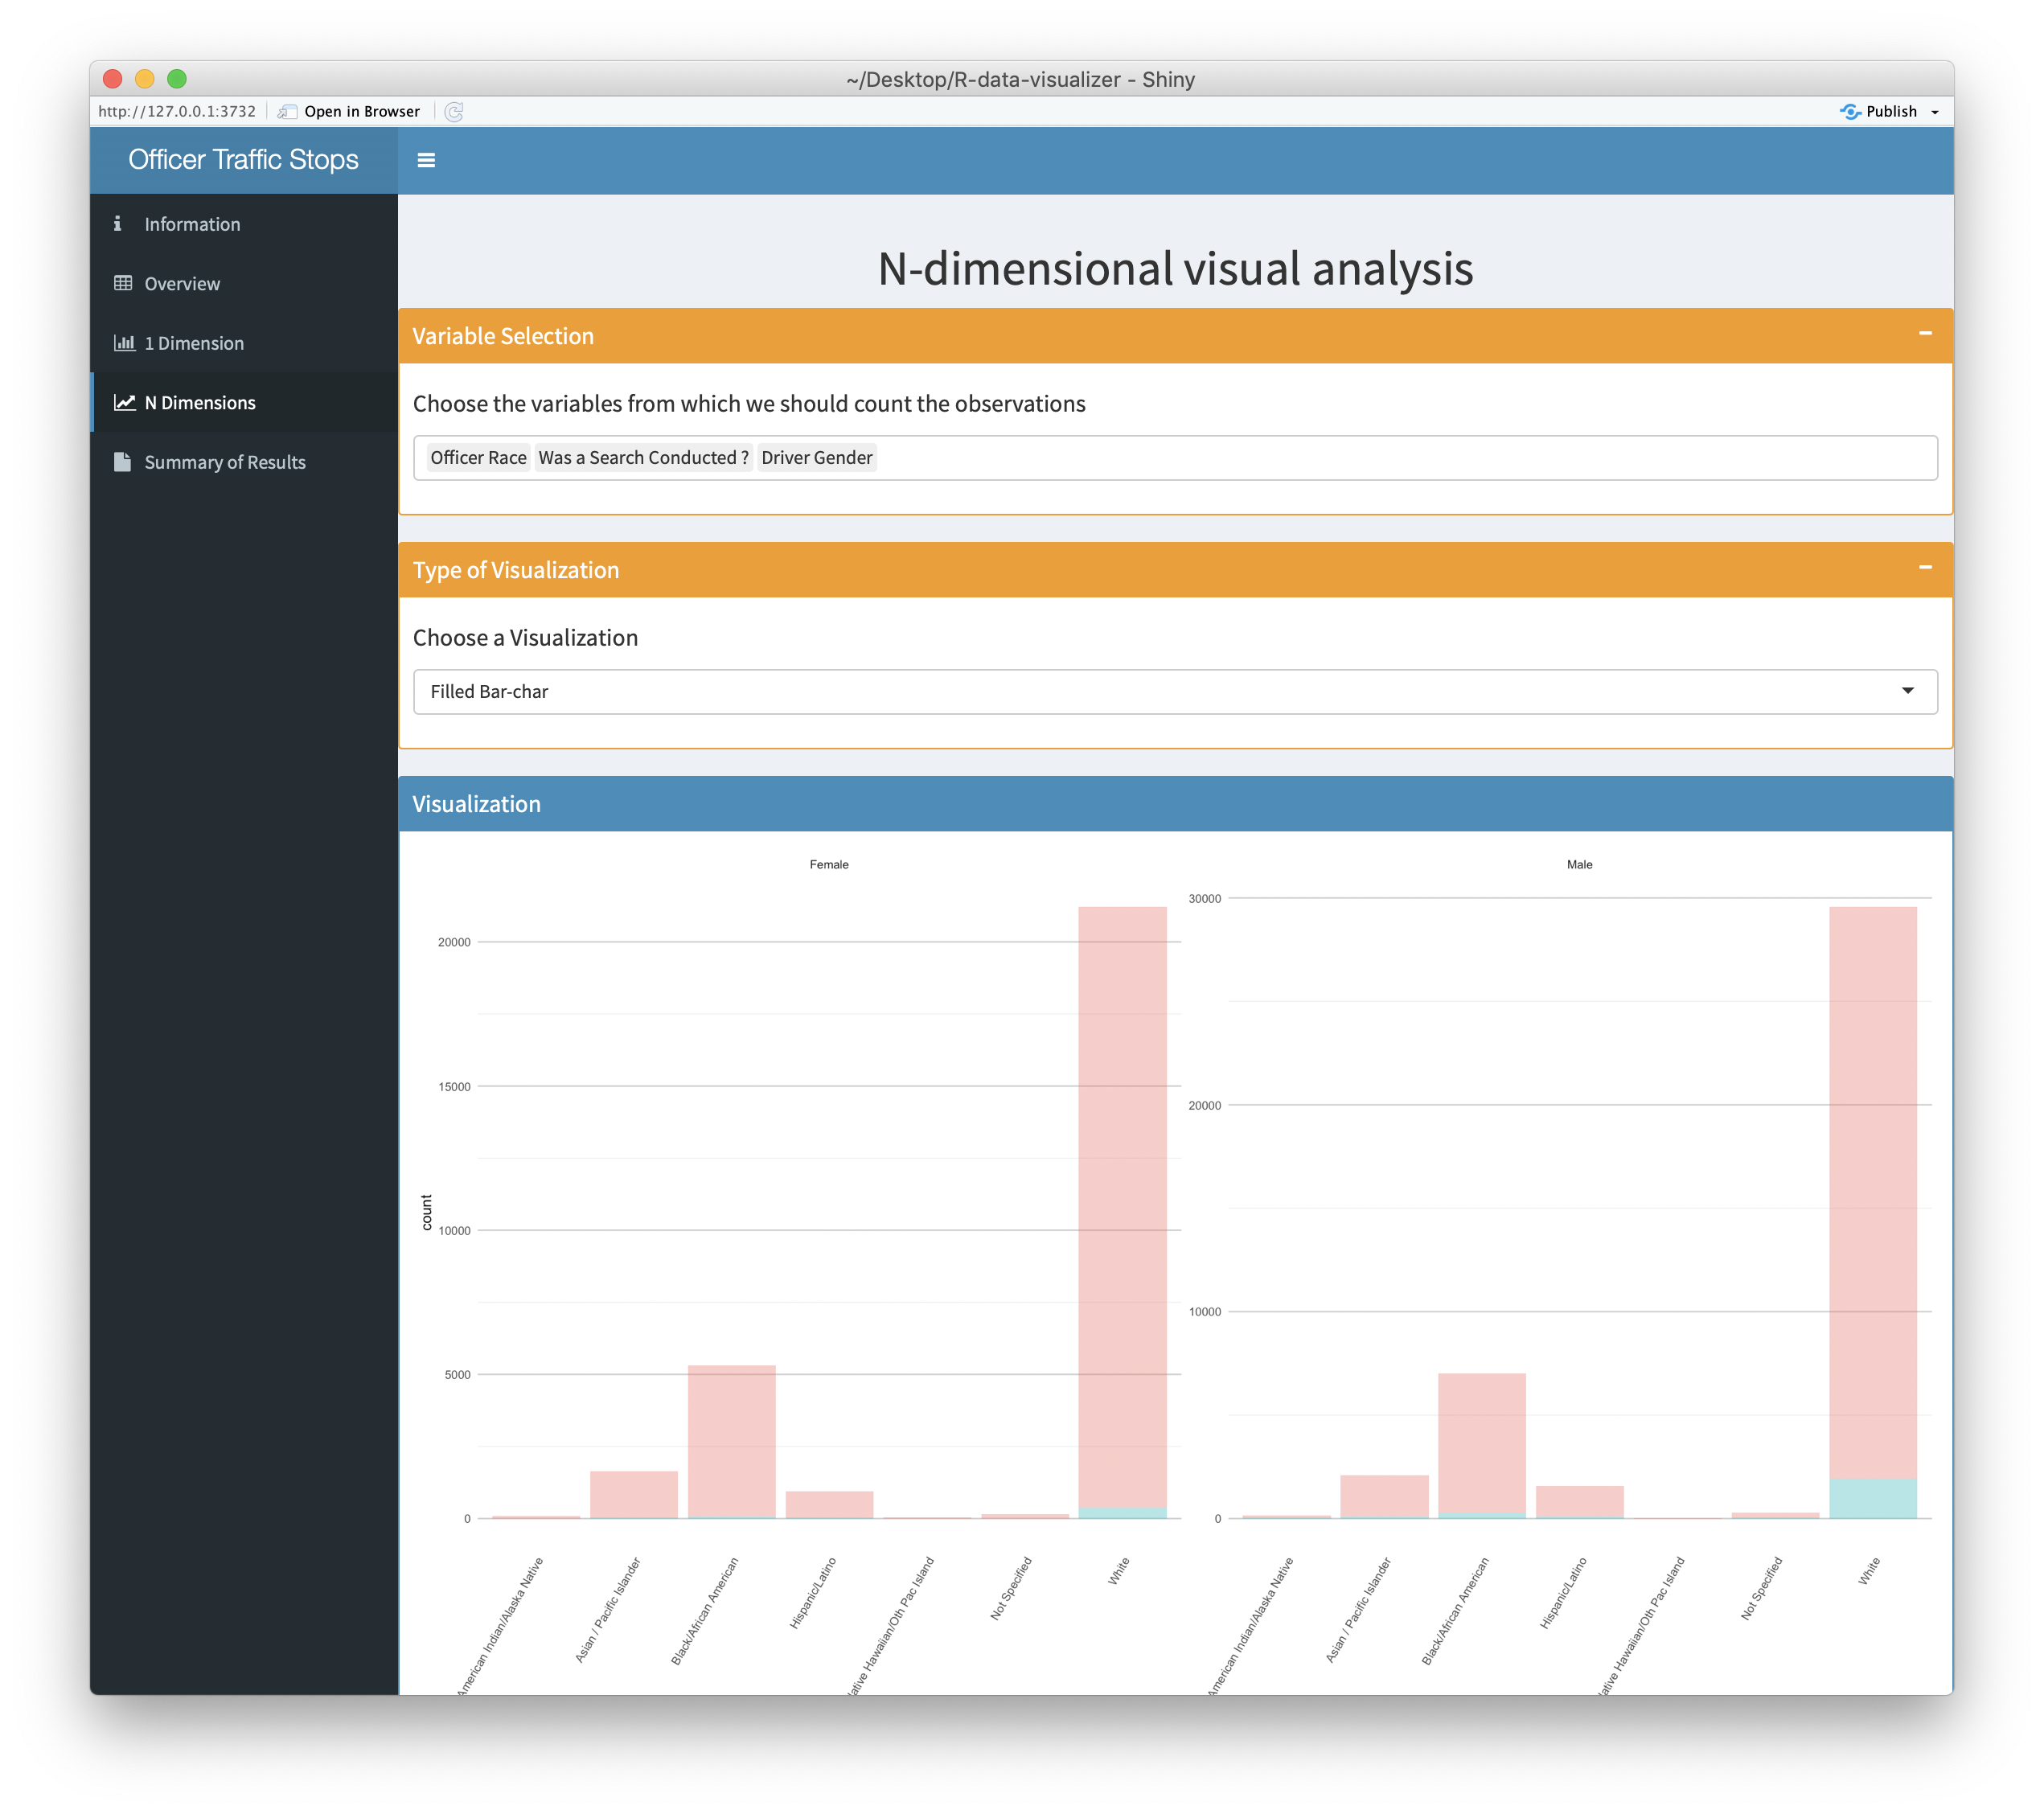 ~/Desktop/R-data-visualizer - Shiny
http://127.0.0.1:3732 Open in Browser Publish
Officer Traffic Stops
Information
Overview
1 Dimension
N Dimensions
Summary of Results
N-dimensional visual analysis
Variable Selection
Choose the variables from which we should count the observations
Officer Race Was a Search Conducted ? Driver Gender
Type of Visualization
Choose a Visualization
Filled Bar-char
Visualization
Female
Male
20000
15000
10000
5000
0
count
30000
20000
10000
0
American Indian/Alaska Native
Asian / Pacific Islander
Black/African American
Hispanic/Latino
Hawaiian/Oth Pac Island
Not Specified
White
American Indian/Alaska Native
Asian / Pacific Islander
Black/African American
Hispanic/Latino
Hawaiian/Oth Pac Island
Not Specified
White